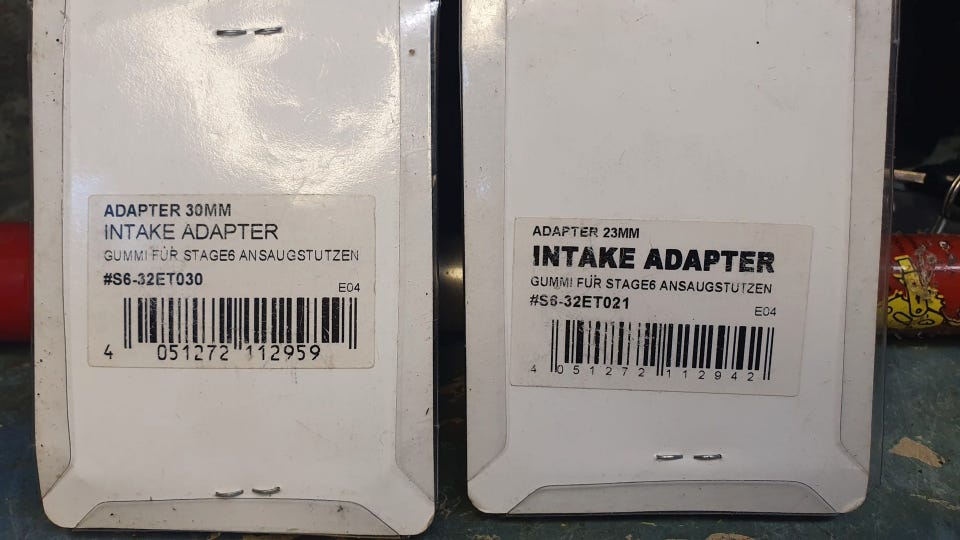 ADAPTER 30MM
INTAKE ADAPTER
GUMMI FÜR STAGE6 ANSAUGSTUTZEN
#S6-32ET030
E04
4 051272 112959
ADAPTER 23MM
INTAKE ADAPTER
GUMMI FÜR STAGE6 ANSAUGSTUTZEN
#S6-32ET021
E04
4 051272 112942